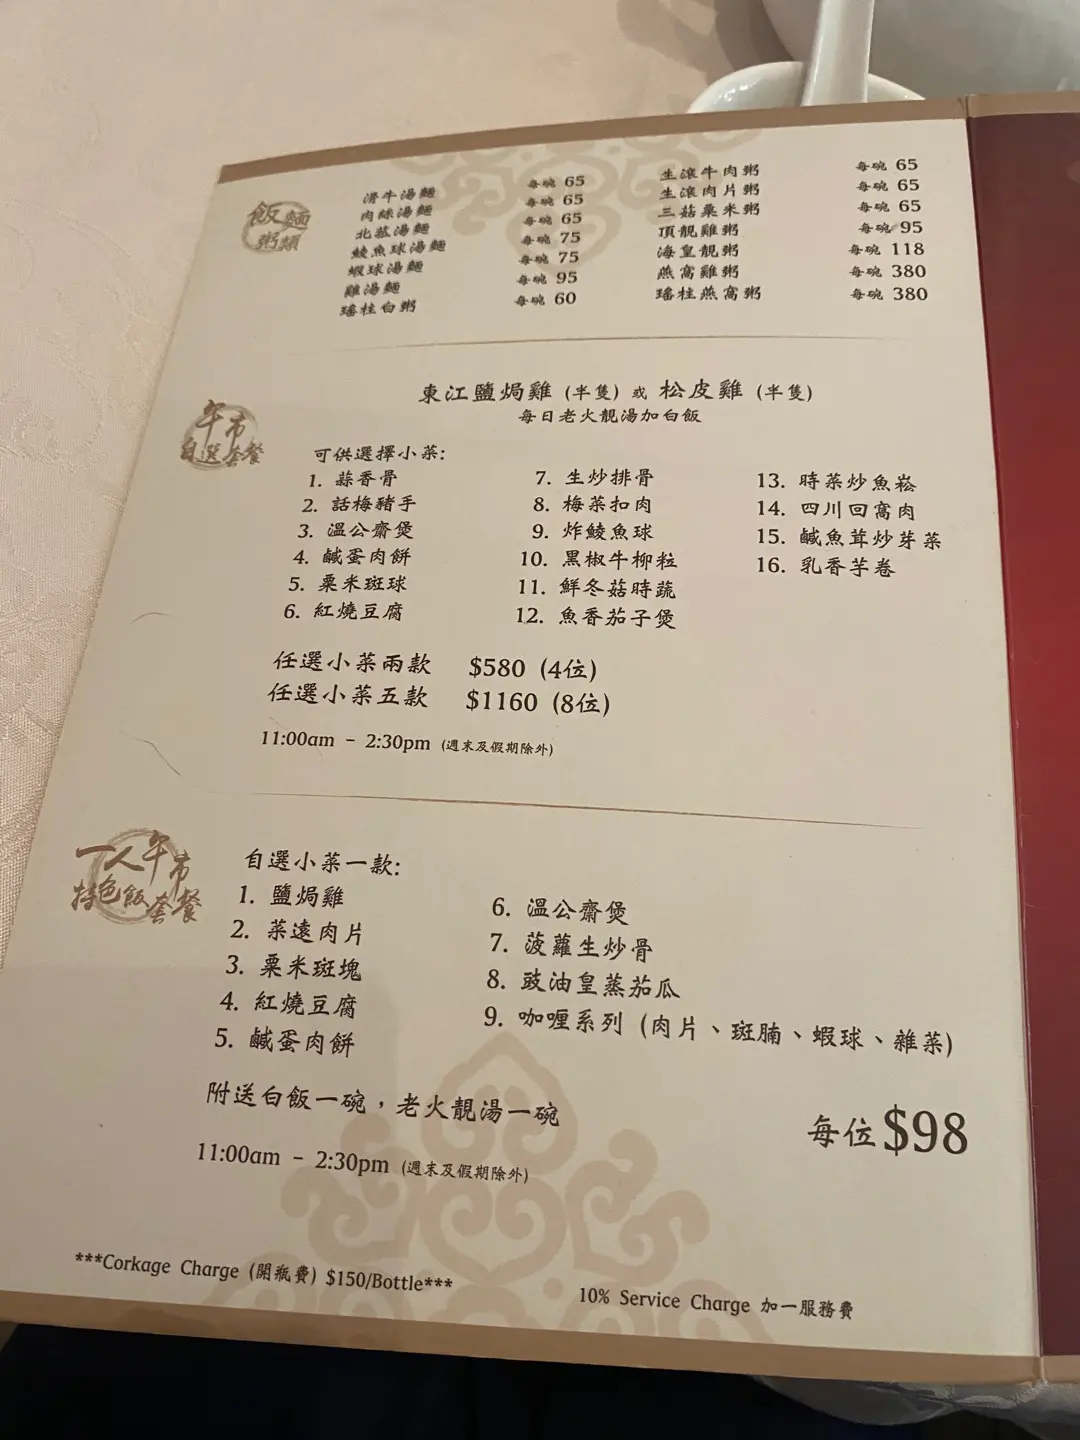 飯麵
粥類
滑牛湯麵 每碗 65
肉絲湯麵 每碗 65
北菇湯麵 每碗 65
鯪魚球湯麵 每碗 75
蝦球湯麵 每碗 75
雞湯麵 每碗 95
瑤柱白粥 每碗 60
生滾牛肉粥 每碗 65
生滾肉片粥 每碗 65
三菇粟米粥 每碗 65
頂靚雞粥 每碗 95
海皇靚粥 每碗 118
燕窩雞粥 每碗 380
瑤柱燕窩粥 每碗 380
午市
自選套餐
東江鹽焗雞 (半隻) 或 松皮雞 (半隻)
每日老火靚湯加白飯
可供選擇小菜:
1. 蒜香骨
2. 話梅豬手
3. 溫公齋煲
4. 鹹蛋肉餅
5. 粟米斑球
6. 紅燒豆腐
7. 生炒排骨
8. 梅菜扣肉
9. 炸鯪魚球
10. 黑椒牛柳粒
11. 鮮冬菇時蔬
12. 魚香茄子煲
13. 時菜炒魚崧
14. 四川回窩肉
15. 鹹魚茸炒芽菜
16. 乳香芋卷
任選小菜兩款 $580 (4位)
任選小菜五款 $1160 (8位)
11:00am - 2:30pm (週末及假期除外)
一人午市
特色飯套餐
自選小菜一款:
1. 鹽焗雞
2. 菜遠肉片
3. 粟米斑塊
4. 紅燒豆腐
5. 鹹蛋肉餅
6. 溫公齋煲
7. 菠蘿生炒骨
8. 豉油皇蒸茄瓜
9. 咖喱系列 (肉片、斑腩、蝦球、雜菜)
附送白飯一碗，老火靚湯一碗
每位 $98
11:00am - 2:30pm (週末及假期除外)
***Corkage Charge (開瓶費) $150/Bottle***
10% Service Charge 加一服務費